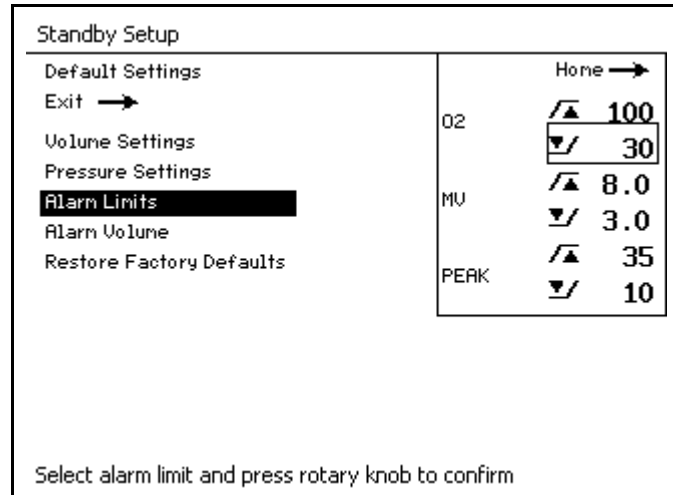 Standby Setup
Default Settings
Exit
Volume Settings
Pressure Settings
Alarm Limits
Alarm Volume
Restore Factory Defaults
Home
O2
100
30
MV
8.0
3.0
PEAK
35
10
Select alarm limit and press rotary knob to confirm